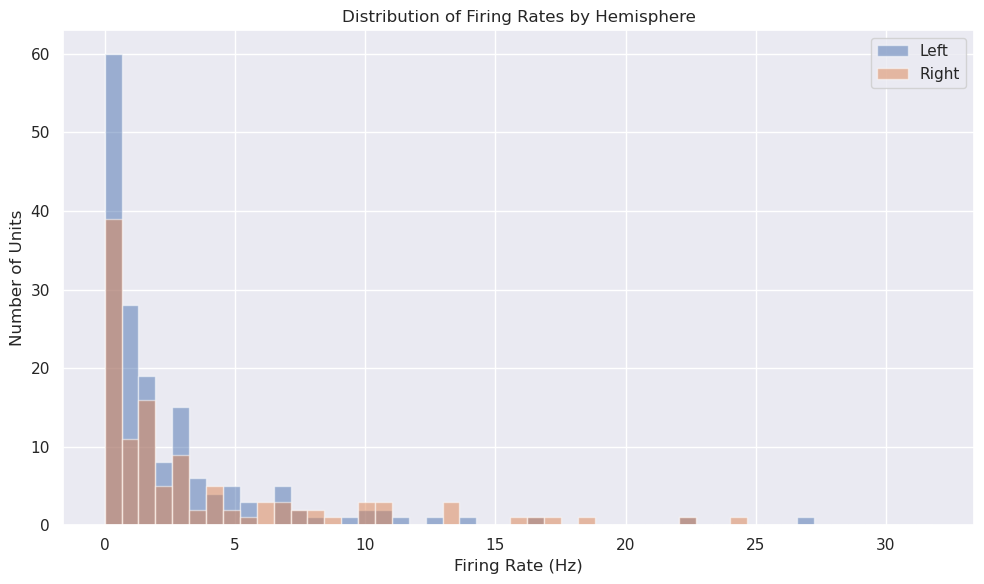 Distribution of Firing Rates by Hemisphere
Left
Right
60
50
40
30
20
10
0
Number of Units
0 5 10 15 20 25 30
Firing Rate (Hz)